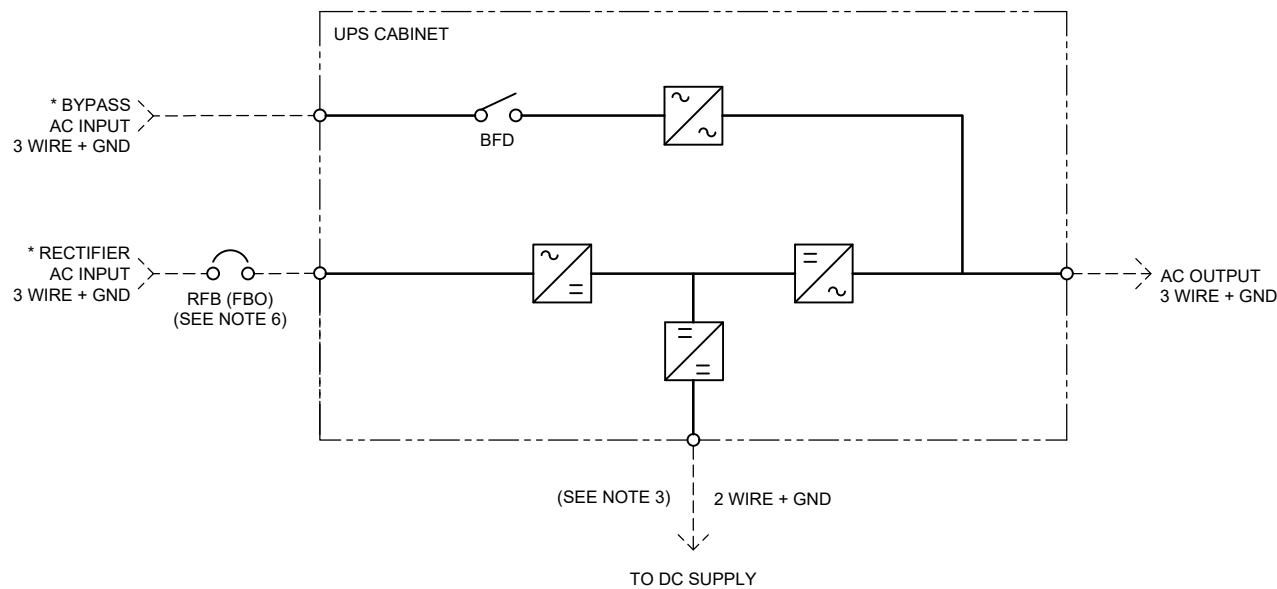 UPS CABINET
* BYPASS
AC INPUT
3 WIRE + GND
BFD
* RECTIFIER
AC INPUT
3 WIRE + GND
RFB (FBO)
(SEE NOTE 6)
AC OUTPUT
3 WIRE + GND
(SEE NOTE 3)
2 WIRE + GND
TO DC SUPPLY